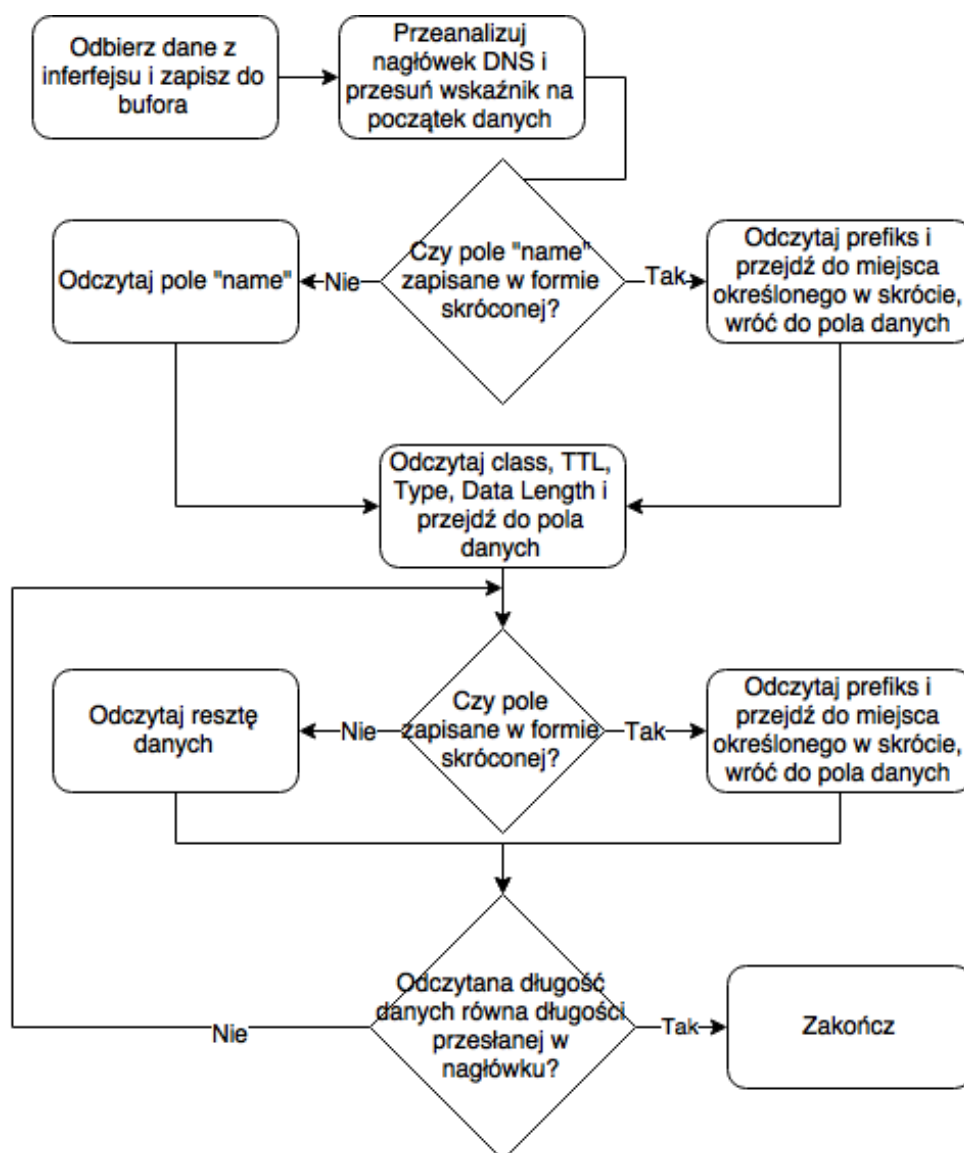 Odbierz dane z
inferfejsu i zapisz do
bufora
Przeanalizuj
nagłówek DNS i
przesuń wskaźnik na
początek danych
Odczytaj pole "name"
Nie
Czy pole "name"
zapisane w formie
skróconej?
Tak
Odczytaj prefiks i
przejdź do miejsca
określonego w skrócie,
wróć do pola danych
Odczytaj class, TTL,
Type, Data Length i
przejdź do pola
danych
Odczytaj resztę
danych
Nie
Czy pole
zapisane w formie
skróconej?
Tak
Odczytaj prefiks i
przejdź do miejsca
określonego w skrócie,
wróć do pola danych
Nie
Odczytana długość
danych równa długości
przesłanej w
nagłówku?
Tak
Zakończ